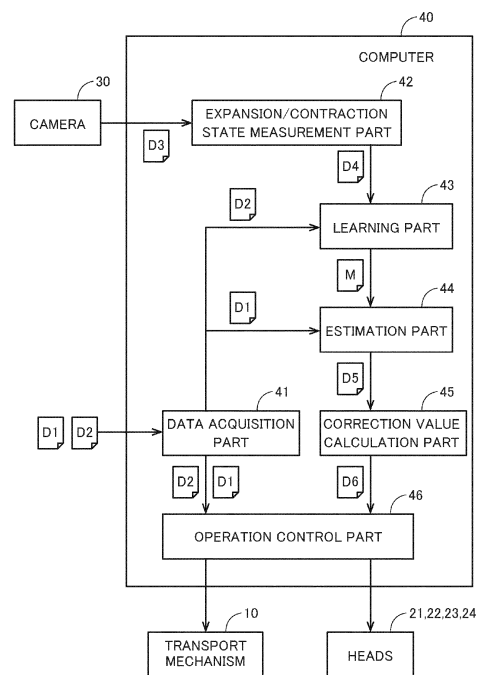 40
COMPUTER
30
42
CAMERA
EXPANSION/CONTRACTION
STATE MEASUREMENT PART
D3
D4
43
D2
LEARNING PART
M
44
D1
ESTIMATION PART
D5
41
45
D1 D2
DATA ACQUISITION
PART
CORRECTION VALUE
CALCULATION PART
D2 D1
D6
46
OPERATION CONTROL PART
10
21,22,23,24
TRANSPORT
MECHANISM
HEADS